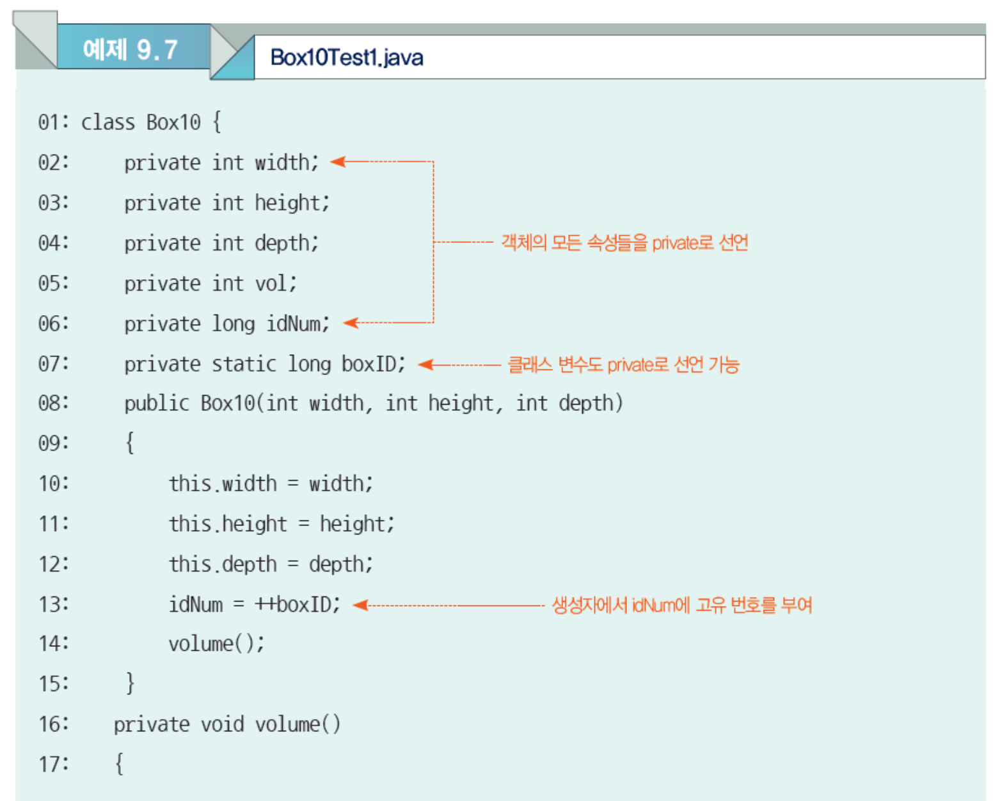 예제 9.7
Box10Test1.java
01: class Box10 {
02: private int width;
03: private int height;
04: private int depth; 객체의 모든 속성들을 private로 선언
05: private int vol;
06: private long idNum;
07: private static long boxID; 클래스 변수도 private로 선언 가능
08: public Box10(int width, int height, int depth)
09: {
10: this.width = width;
11: this.height = height;
12: this.depth = depth;
13: idNum = ++boxID; 생성자에서 idNum에 고유 번호를 부여
14: volume();
15: }
16: private void volume()
17: {